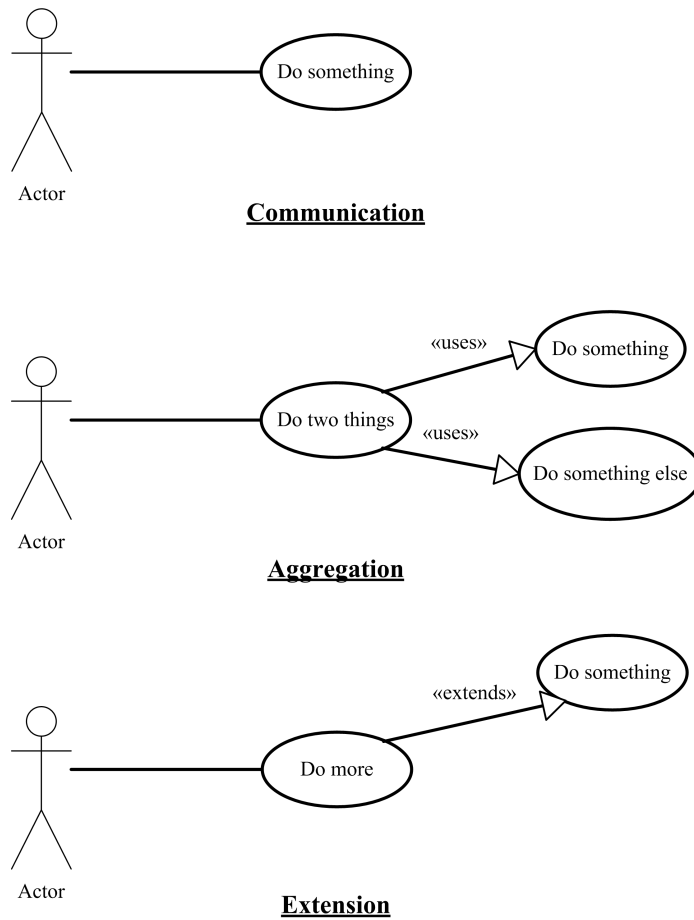 Do something
Actor
Communication
«uses»
Do something
Do two things
«uses»
Do something else
Actor
Aggregation
Do something
«extends»
Do more
Actor
Extension